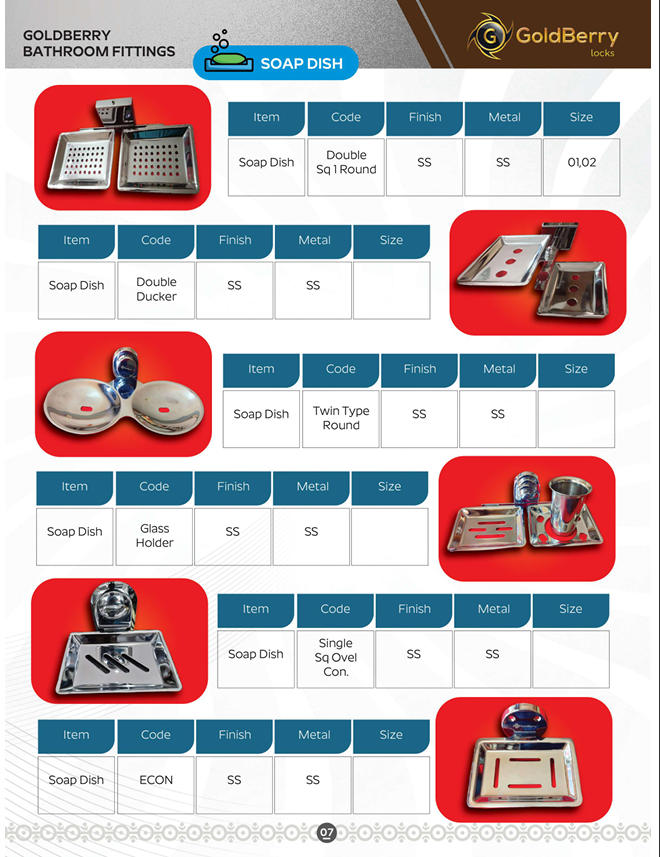 GOLDBERRY
BATHROOM FITTINGS
SOAP DISH
G
GoldBerry
locks
Item Code Finish Metal Size
Soap Dish Double Sq 1 Round SS SS 01,02
Item Code Finish Metal Size
Soap Dish Double Ducker SS SS
Item Code Finish Metal Size
Soap Dish Twin Type Round SS SS
Item Code Finish Metal Size
Soap Dish Glass Holder SS SS
Item Code Finish Metal Size
Soap Dish Single Sq Ovel Con. SS SS
Item Code Finish Metal Size
Soap Dish ECON SS SS
07